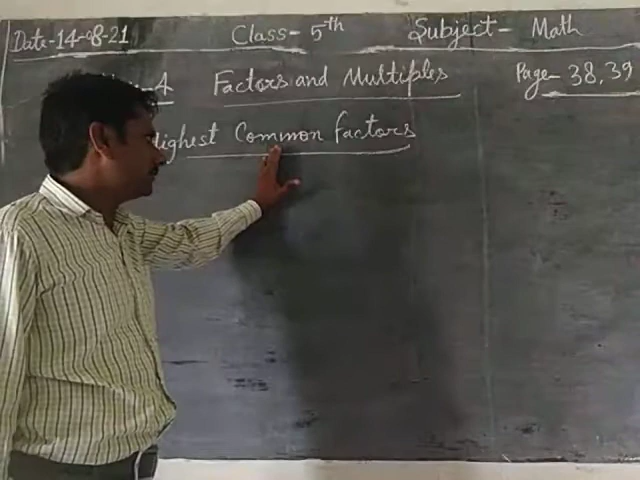 Date-14-08-21 Class-5th Subject- Math
-4 Factors and Multiples Page-38,39
Highest Common Factors